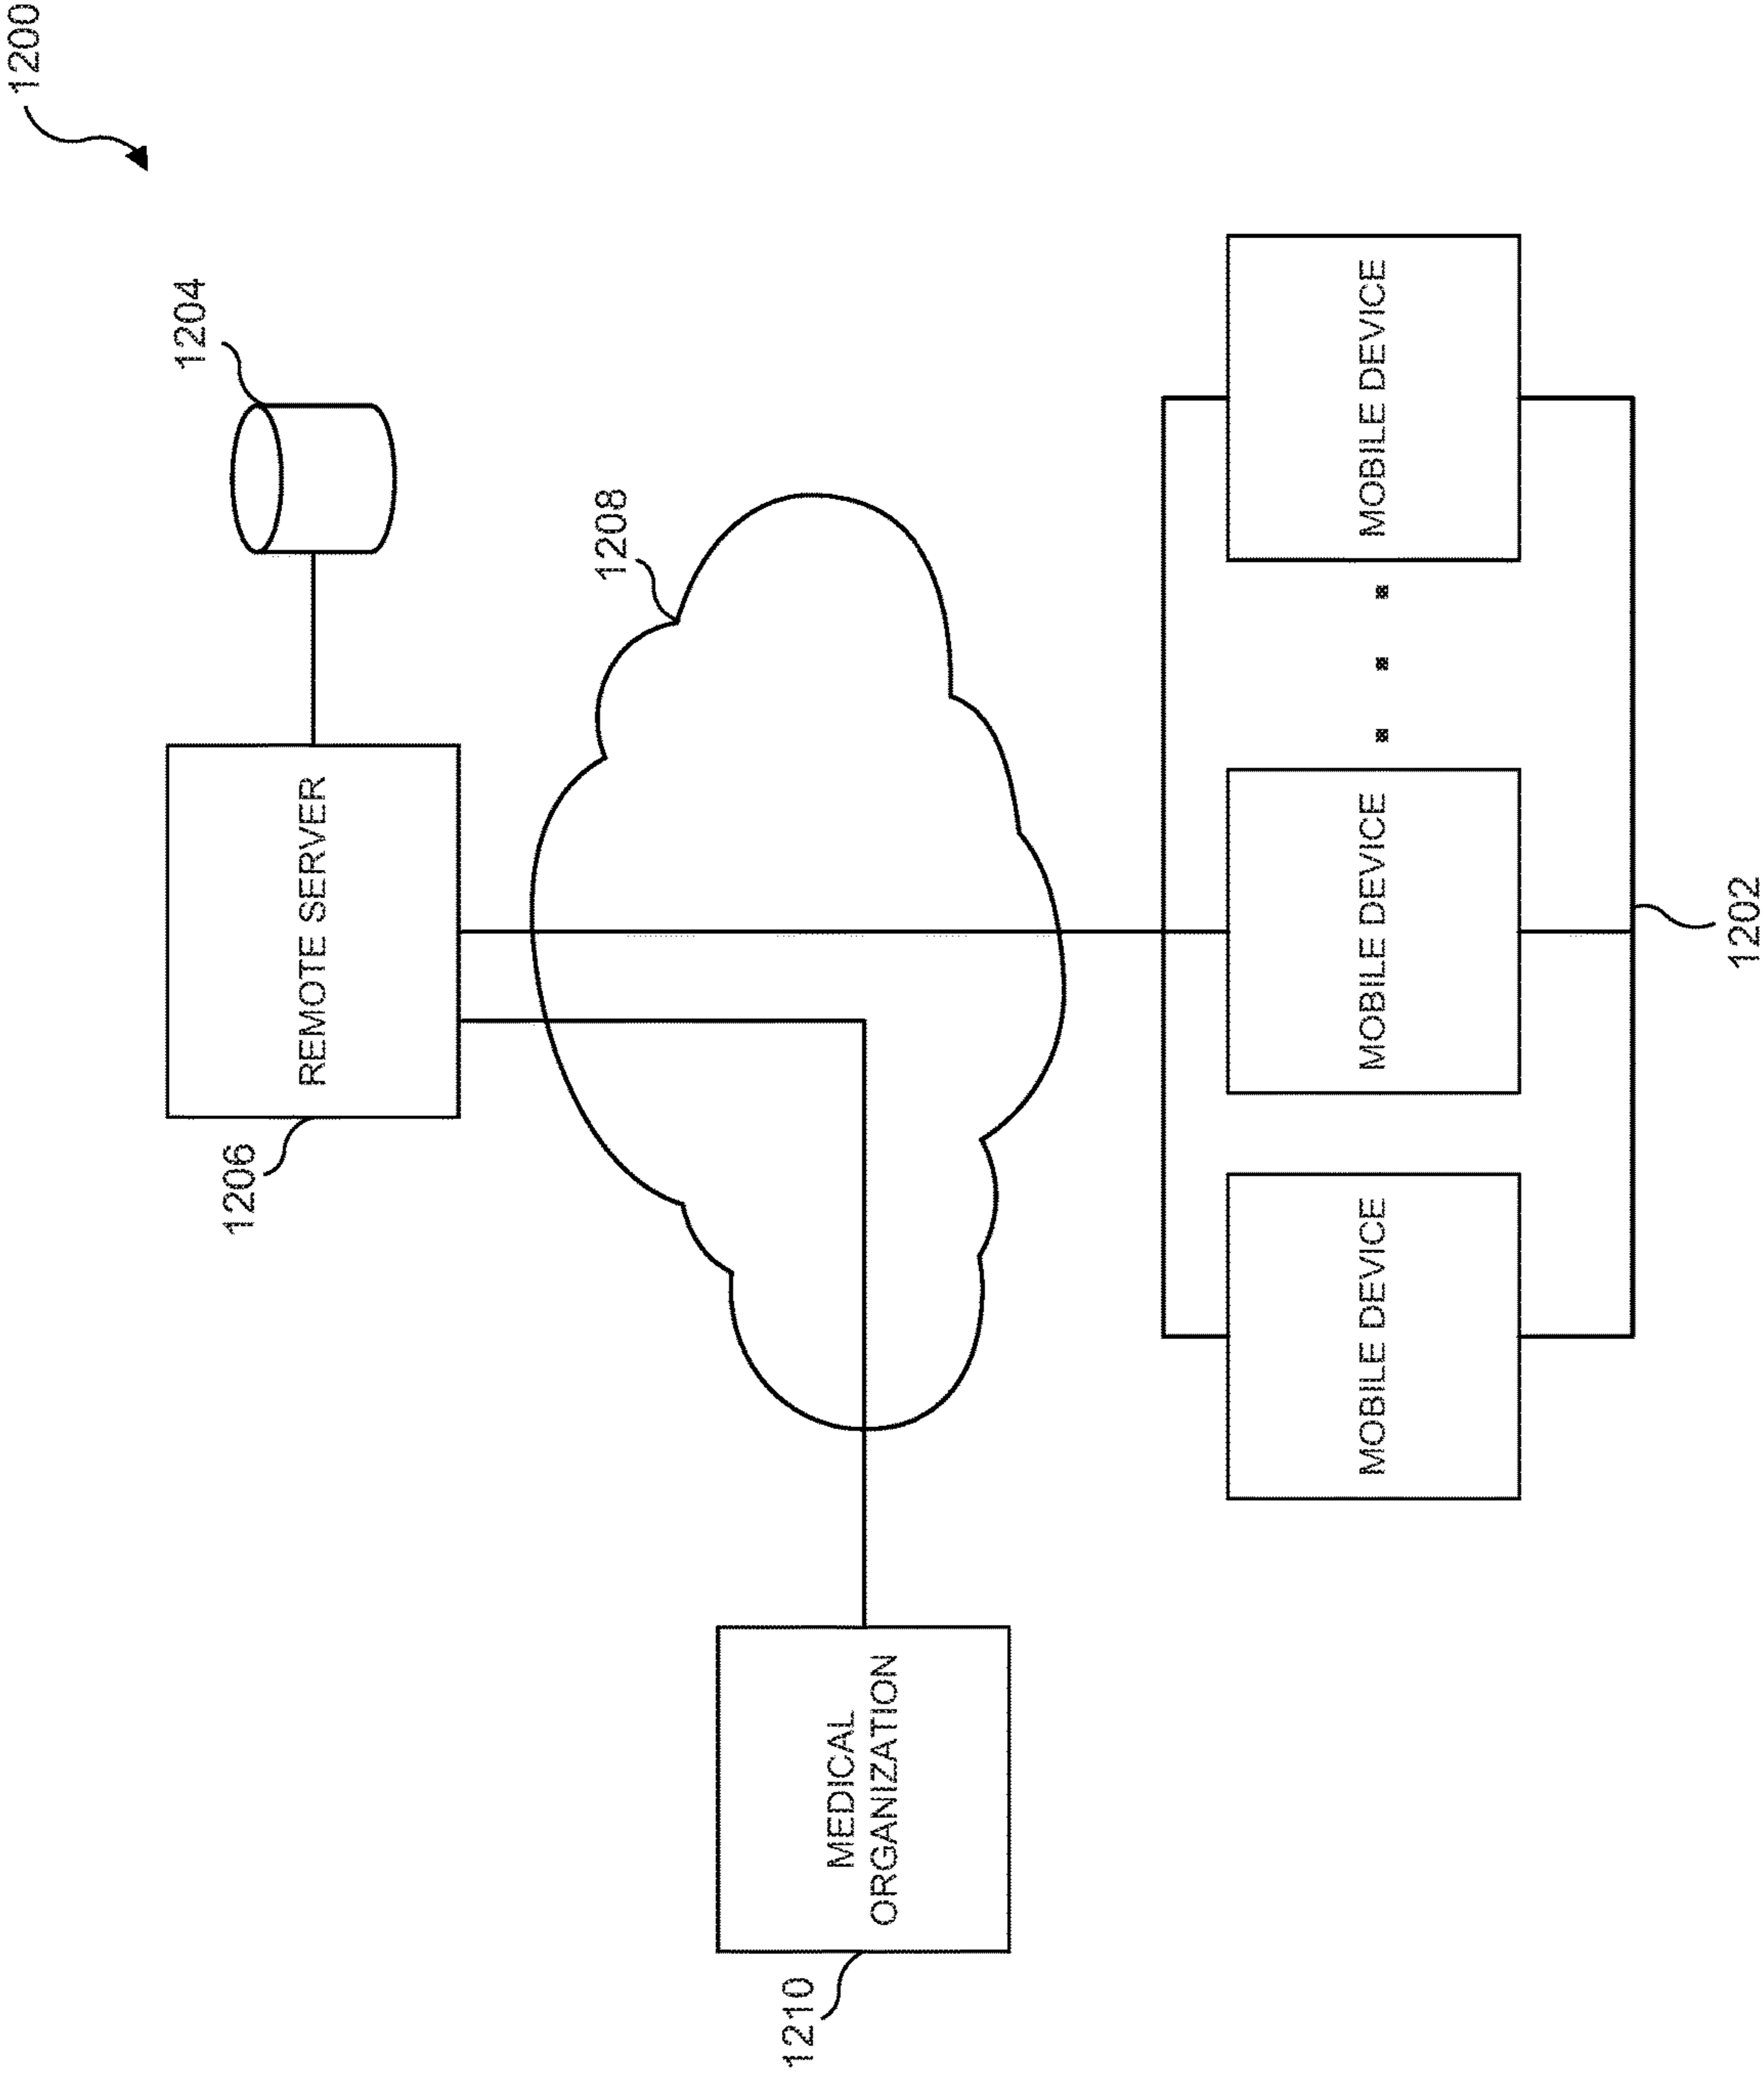 1200
1204
REMOTE SERVER
1206
1208
MEDICAL
ORGANIZATION
1210
MOBILE DEVICE
MOBILE DEVICE
MOBILE DEVICE
1202